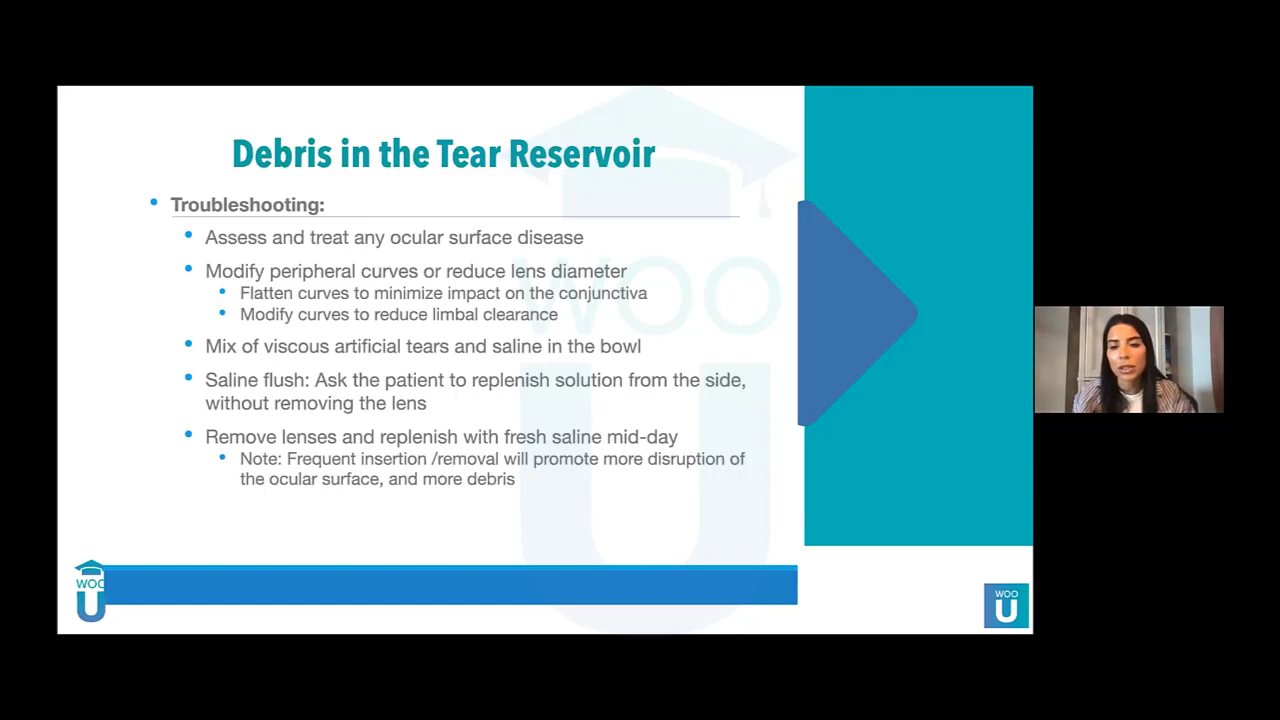 Debris in the Tear Reservoir
Troubleshooting:
Assess and treat any ocular surface disease
Modify peripheral curves or reduce lens diameter
Flatten curves to minimize impact on the conjunctiva
Modify curves to reduce limbal clearance
Mix of viscous artificial tears and saline in the bowl
Saline flush: Ask the patient to replenish solution from the side,
without removing the lens
Remove lenses and replenish with fresh saline mid-day
Note: Frequent insertion /removal will promote more disruption of
the ocular surface, and more debris
WOO
U
WOO
U
WOO
U